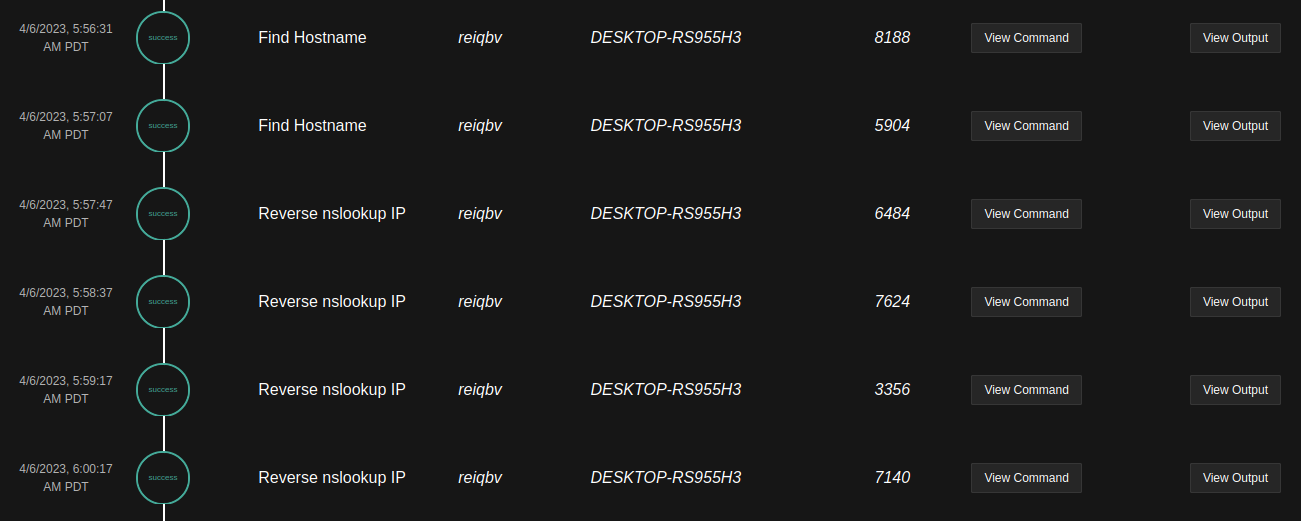 4/6/2023, 5:56:31
AM PDT
success
Find Hostname
reiqbv
DESKTOP-RS955H3
8188
View Command
View Output
4/6/2023, 5:57:07
AM PDT
success
Find Hostname
reiqbv
DESKTOP-RS955H3
5904
View Command
View Output
4/6/2023, 5:57:47
AM PDT
success
Reverse nslookup IP
reiqbv
DESKTOP-RS955H3
6484
View Command
View Output
4/6/2023, 5:58:37
AM PDT
success
Reverse nslookup IP
reiqbv
DESKTOP-RS955H3
7624
View Command
View Output
4/6/2023, 5:59:17
AM PDT
success
Reverse nslookup IP
reiqbv
DESKTOP-RS955H3
3356
View Command
View Output
4/6/2023, 6:00:17
AM PDT
success
Reverse nslookup IP
reiqbv
DESKTOP-RS955H3
7140
View Command
View Output